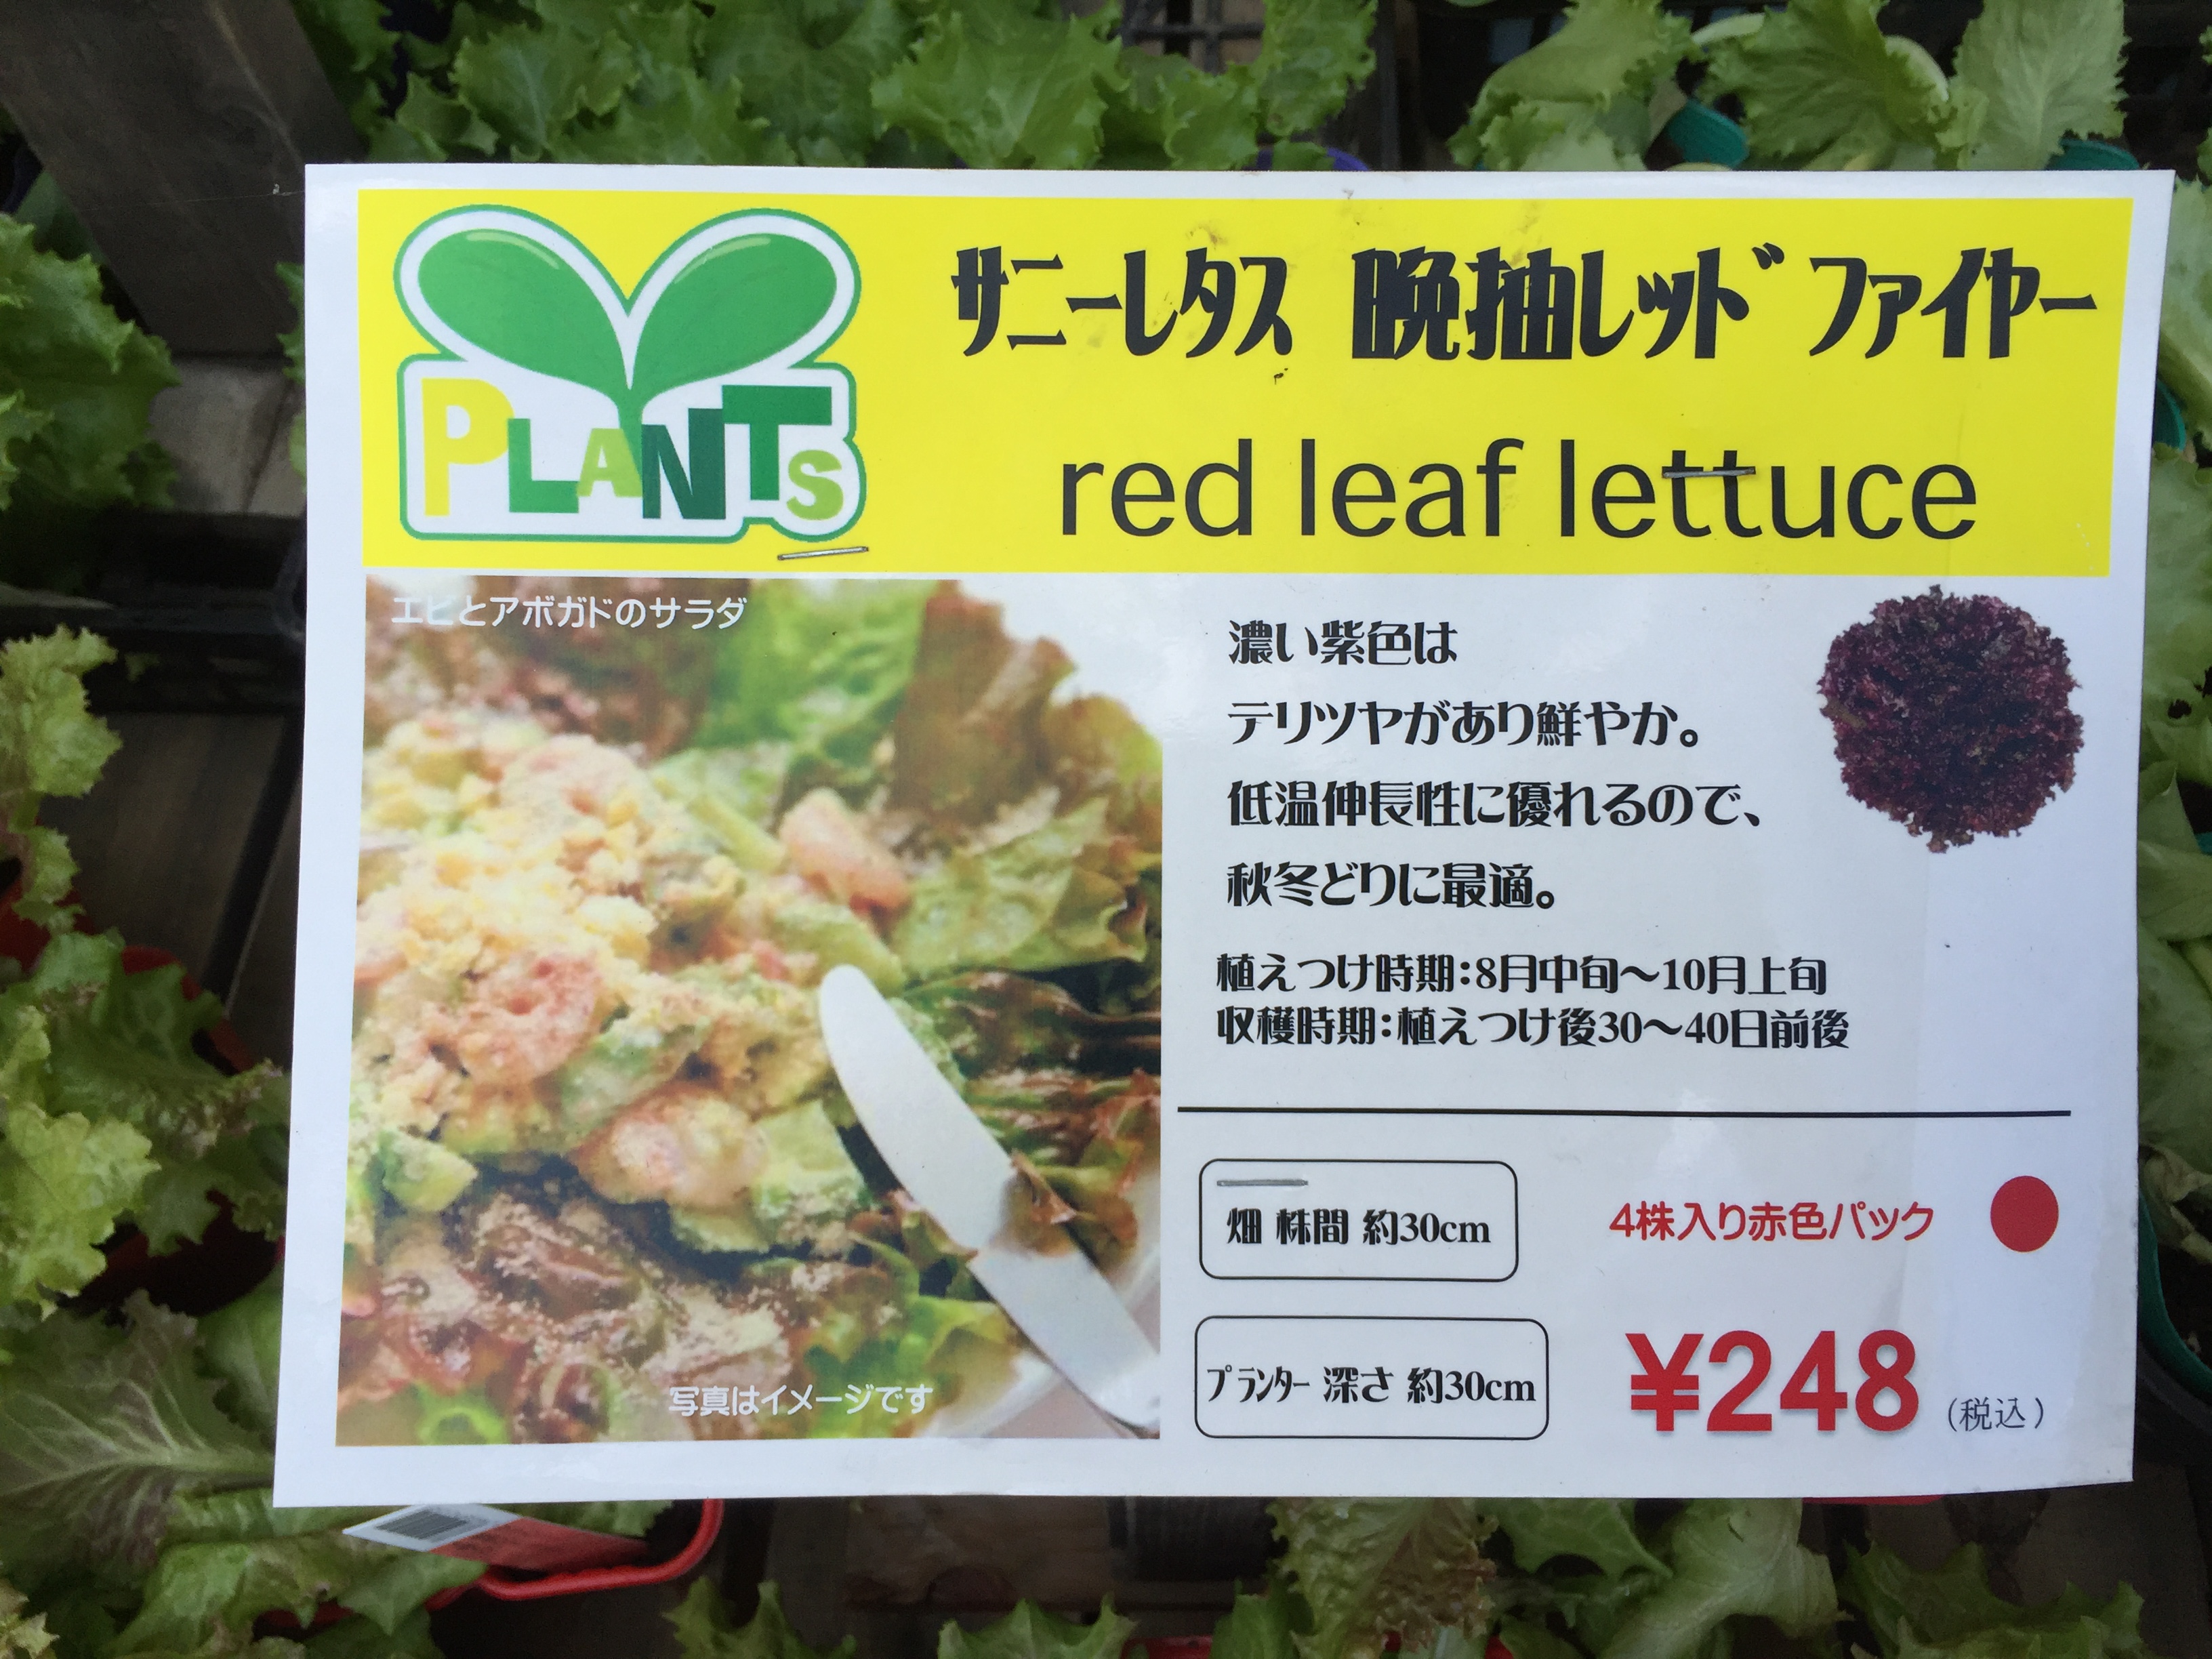 PLANTS
サニーレタス 晩抽レッドファイヤー
red leaf lettuce
エビとアボガドのサラダ
濃い紫色は
テリツヤがあり鮮やか。
低温伸長性に優れるので、
秋冬どりに最適。
植えつけ時期：8月中旬～10月上旬
収穫時期：植えつけ後30～40日前後
畑 株間 約30cm
4株入り赤色パック
プランター 深さ 約30cm
¥248 (税込)
写真はイメージです